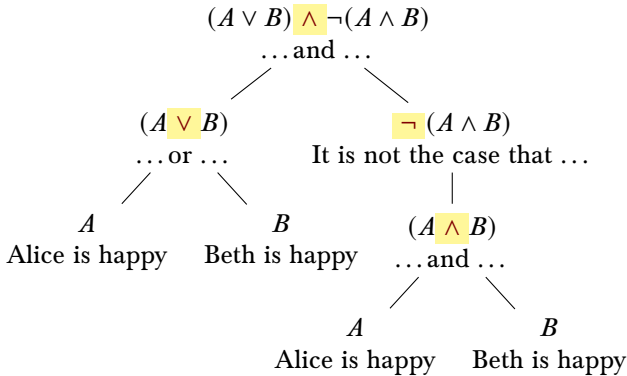 (A ∨ B) ∧ ¬(A ∧ B)
…and …
(A ∨ B)
¬ (A ∧ B)
…or …
It is not the case that …
A
B
(A ∧ B)
Alice is happy
Beth is happy
…and …
A
B
Alice is happy
Beth is happy